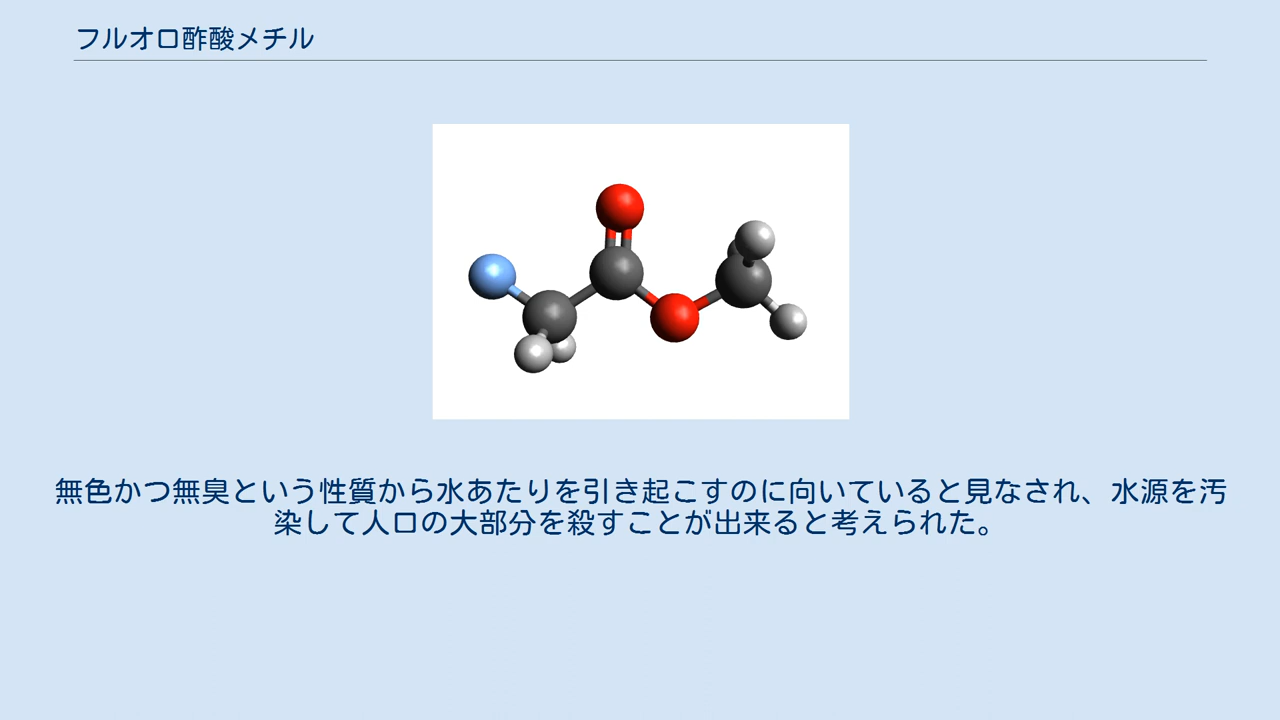 フルオロ酢酸メチル
無色かつ無臭という性質から水あたりを引き起こすのに向いていると見なされ、水源を汚
染して人口の大部分を殺すことが出来ると考えられた。